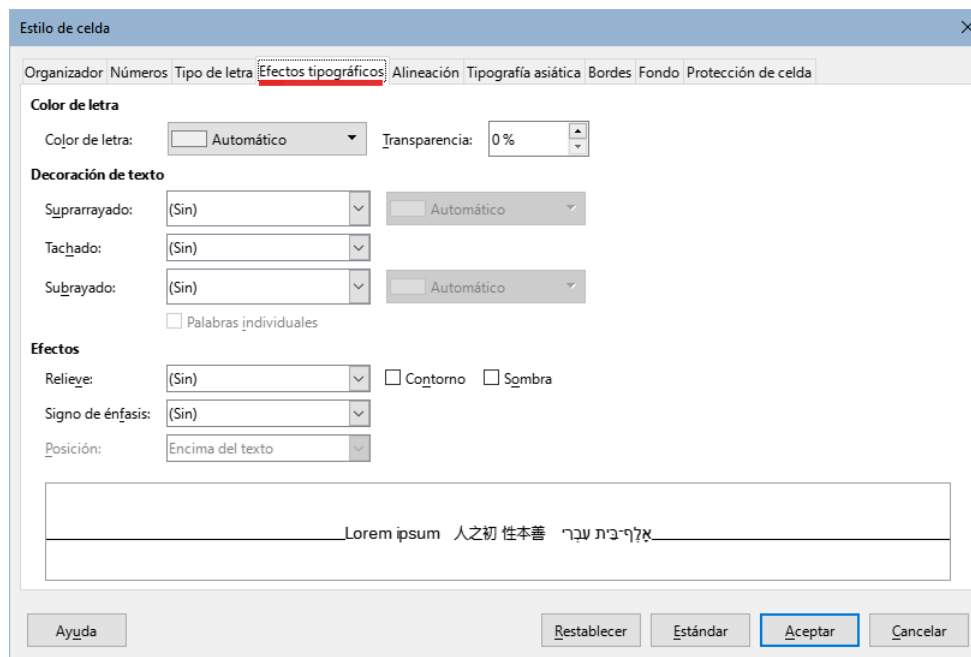 Estilo de celda
Organizador Números Tipo de letra Efectos tipográficos Alineación Tipografía asiática Bordes Fondo Protección de celda
Color de letra
Color de letra: Automático Transparencia: 0 %
Decoración de texto
Suprarrayado: (Sin) Automático
Tachado: (Sin)
Subrayado: (Sin) Automático
Palabras individuales
Efectos
Relieve: (Sin) Contorno Sombra
Signo de énfasis: (Sin)
Posición: Encima del texto
Lorem ipsum 人之初 性本善 אָלֶף־בֵּית עִבְרִי
Ayuda Restablecer Estándar Aceptar Cancelar